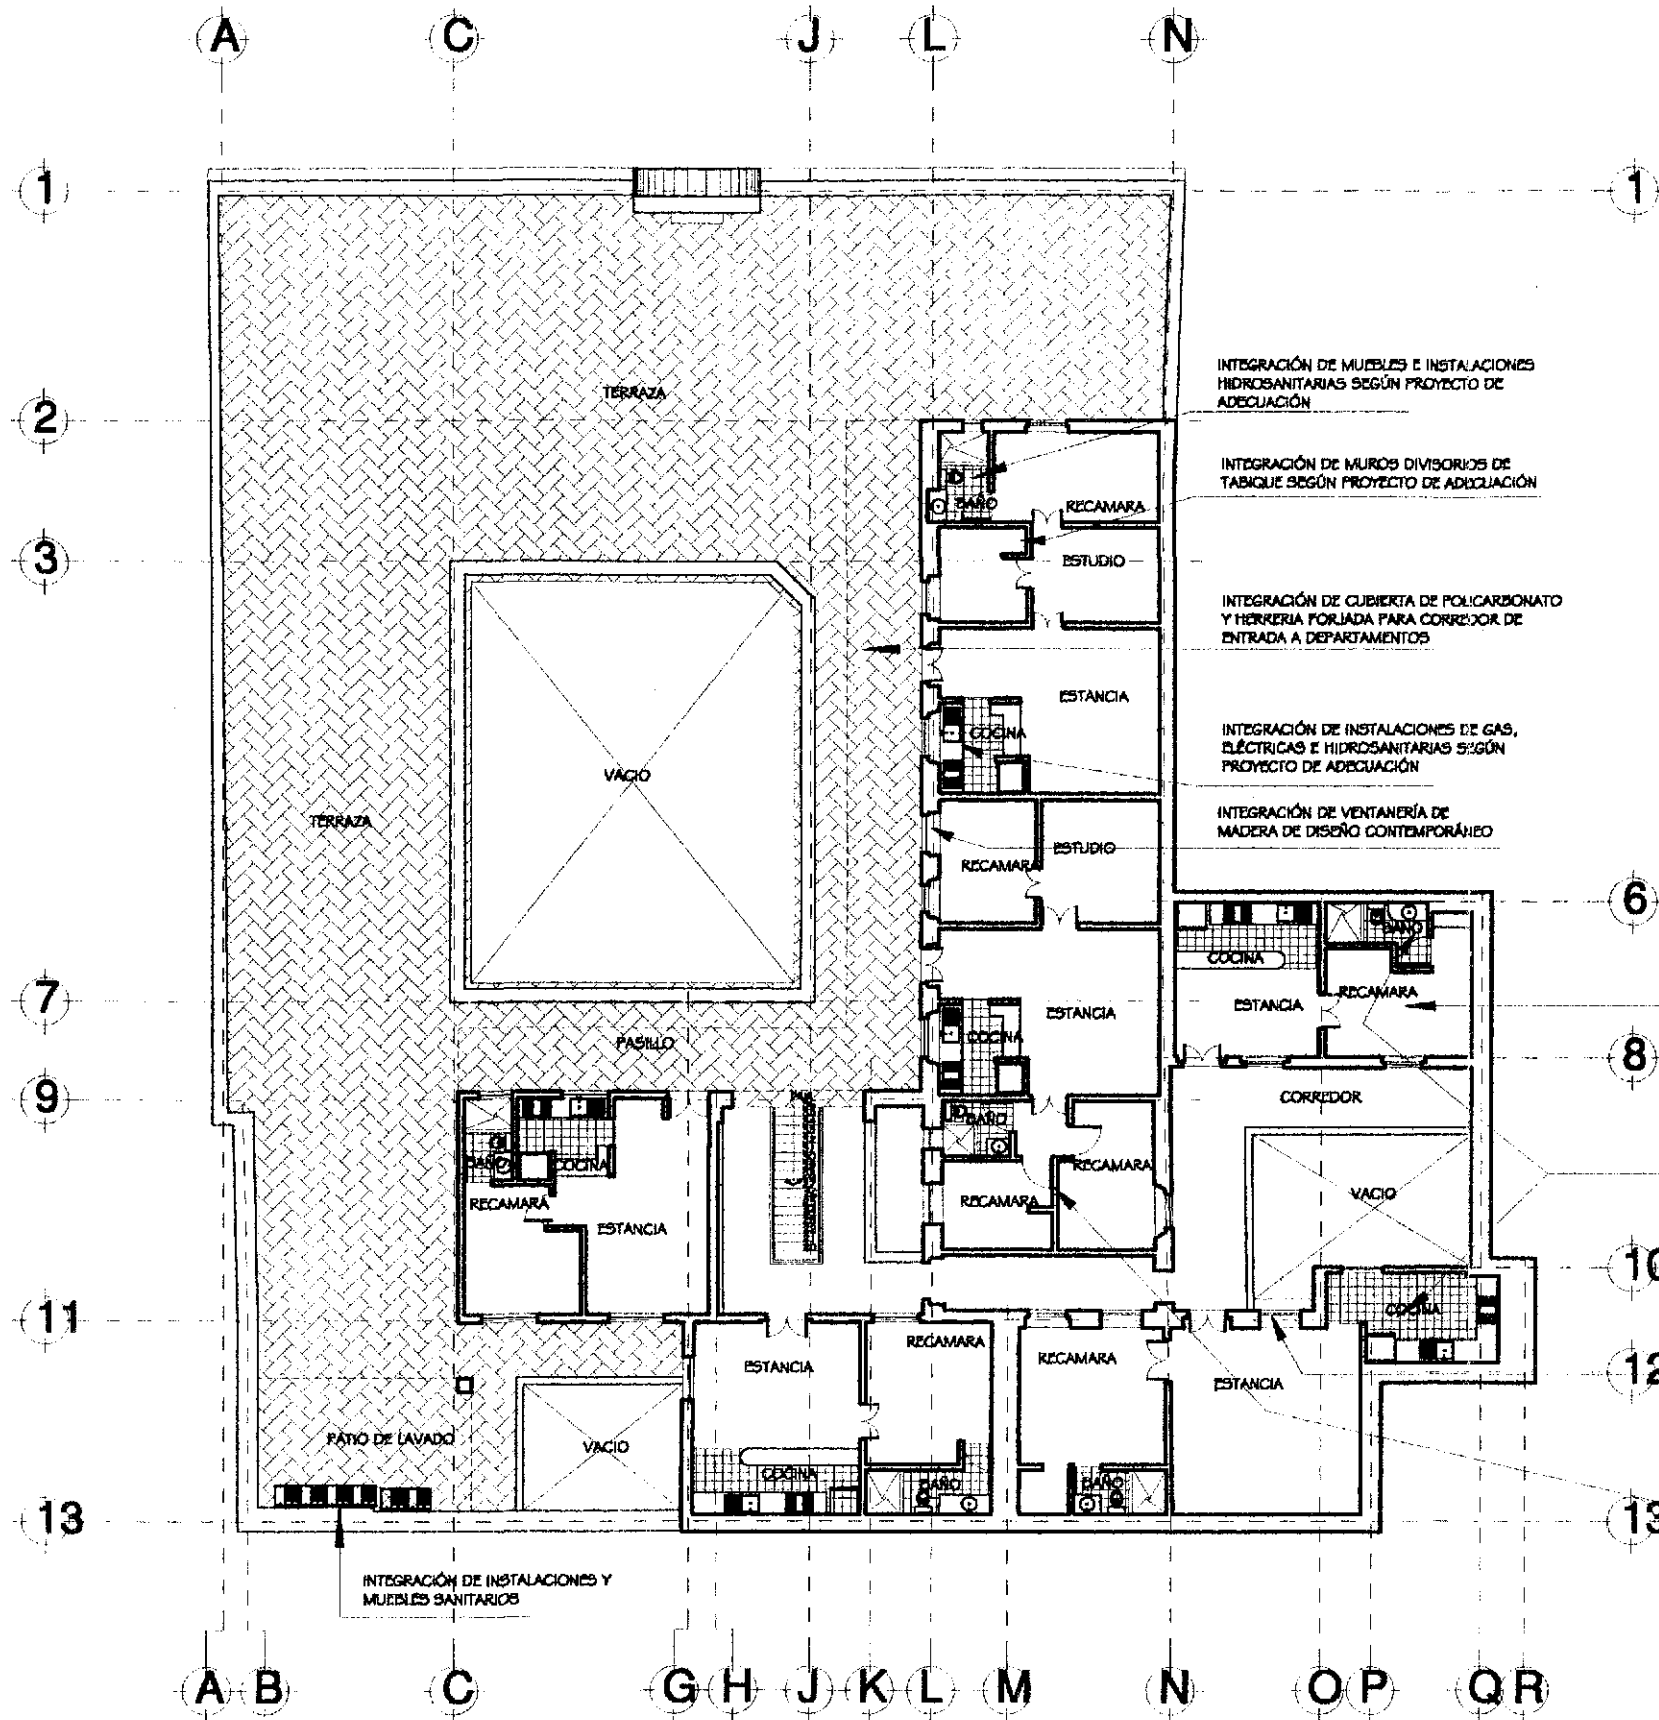 A C J L N
1 1
INTEGRACIÓN DE MUEBLES E INSTALACIONES
HIDROSANITARIAS SEGÚN PROYECTO DE
ADECUACIÓN
TERRAZA
2
INTEGRACIÓN DE MUROS DIVISORIOS DE
TABIQUE SEGÚN PROYECTO DE ADECUACIÓN
BAÑO RECAMARA
3
ESTUDIO
INTEGRACIÓN DE CUBIERTA DE POLICARBONATO
Y HERRERIA FORJADA PARA CORREDOR DE
ENTRADA A DEPARTAMENTOS
ESTANCIA
COCINA
INTEGRACIÓN DE INSTALACIONES DE GAS,
ELÉCTRICAS E HIDROSANITARIAS SEGÚN
PROYECTO DE ADECUACIÓN
VACIO
TERRAZA
INTEGRACIÓN DE VENTANERÍA DE
MADERA DE DISEÑO CONTEMPORÁNEO
ESTUDIO
RECAMARA
6
BAÑO
COCINA
RECAMARA
7
ESTANCIA
ESTANCIA
PASILLO
COCINA
8
9
CORREDOR
BAÑO
BAÑO COCINA
RECAMARA
VACIO
RECAMARA
RECAMARA
ESTANCIA
10
11
COCINA
RECAMARA
ESTANCIA
RECAMARA
12
ESTANCIA
PATIO DE LAVADO
VACIO
COCINA
BAÑO
BAÑO
13 13
INTEGRACIÓN DE INSTALACIONES Y
MUEBLES SANITARIOS
A B C G H J K L M N O P Q R